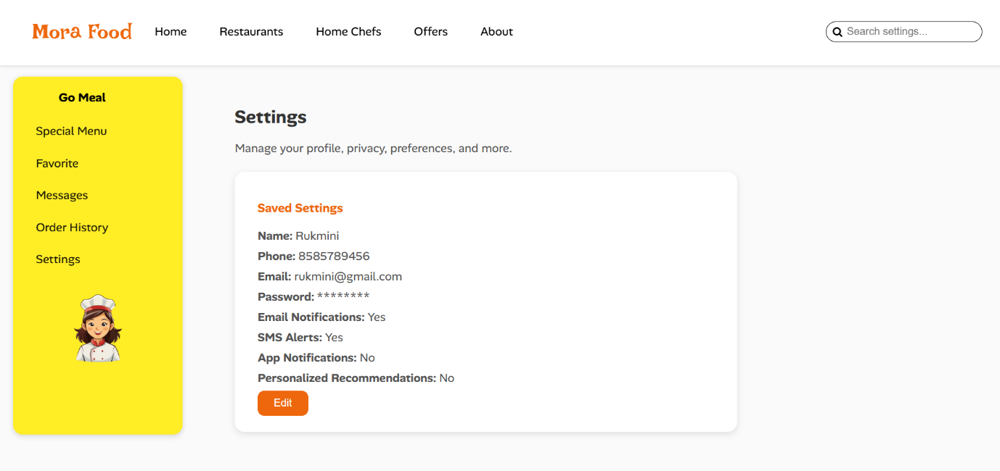 Mora Food
Home
Restaurants
Home Chefs
Offers
About
Search settings...
Go Meal
Special Menu
Favorite
Messages
Order History
Settings
Settings
Manage your profile, privacy, preferences, and more.
Saved Settings
Name: Rukmini
Phone: 8585789456
Email: rukmini@gmail.com
Password: ********
Email Notifications: Yes
SMS Alerts: Yes
App Notifications: No
Personalized Recommendations: No
Edit